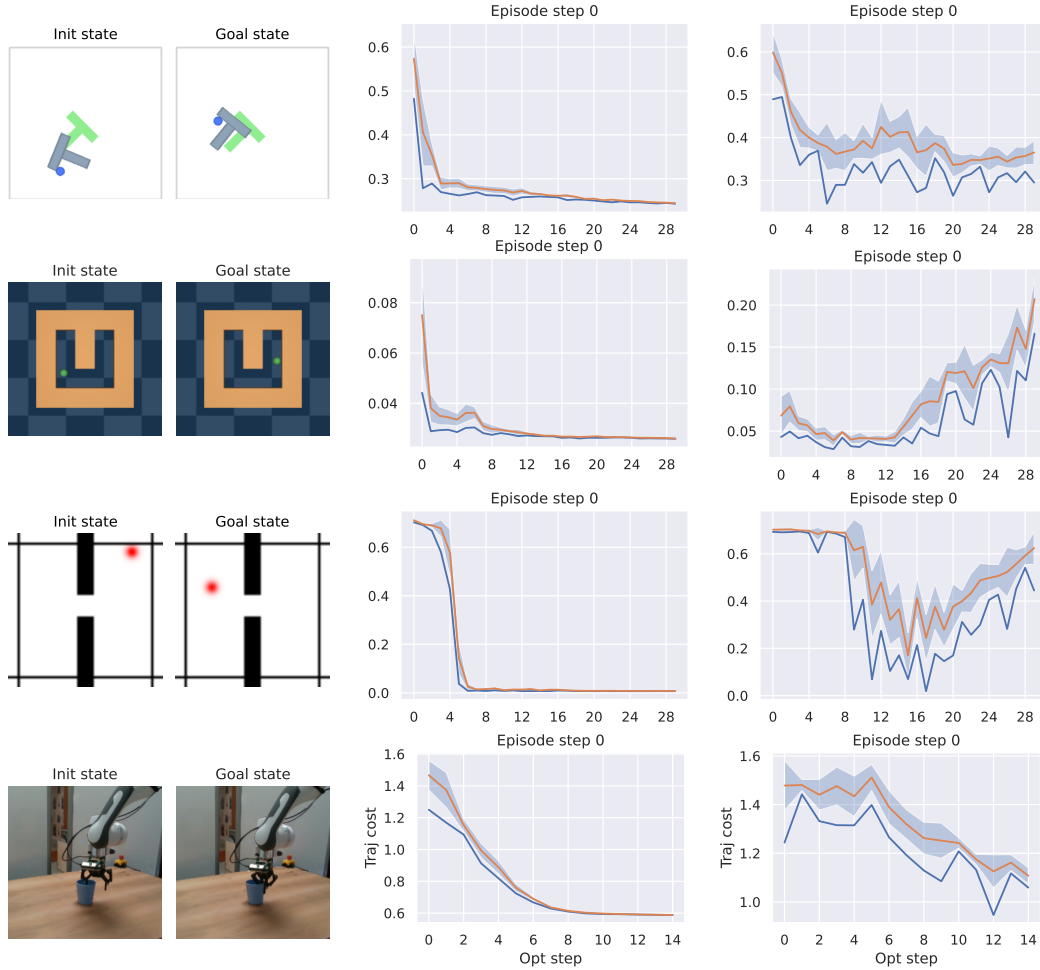 Episode step 0
Episode step 0
Init state
Goal state
0.6
0.5
0.4
0.3
0 4 8 12 16 20 24 28
0.6
0.5
0.4
0.3
0 4 8 12 16 20 24 28
Episode step 0
Episode step 0
Init state
Goal state
0.08
0.06
0.04
0 4 8 12 16 20 24 28
0.20
0.15
0.10
0.05
0 4 8 12 16 20 24 28
Episode step 0
Episode step 0
Init state
Goal state
0.6
0.4
0.2
0.0
0 4 8 12 16 20 24 28
0.6
0.4
0.2
0.0
0 4 8 12 16 20 24 28
Episode step 0
Episode step 0
Init state
Goal state
Traj cost
1.6
1.4
1.2
1.0
0.8
0.6
0 2 4 6 8 10 12 14
Opt step
Traj cost
1.6
1.4
1.2
1.0
0 2 4 6 8 10 12 14
Opt step